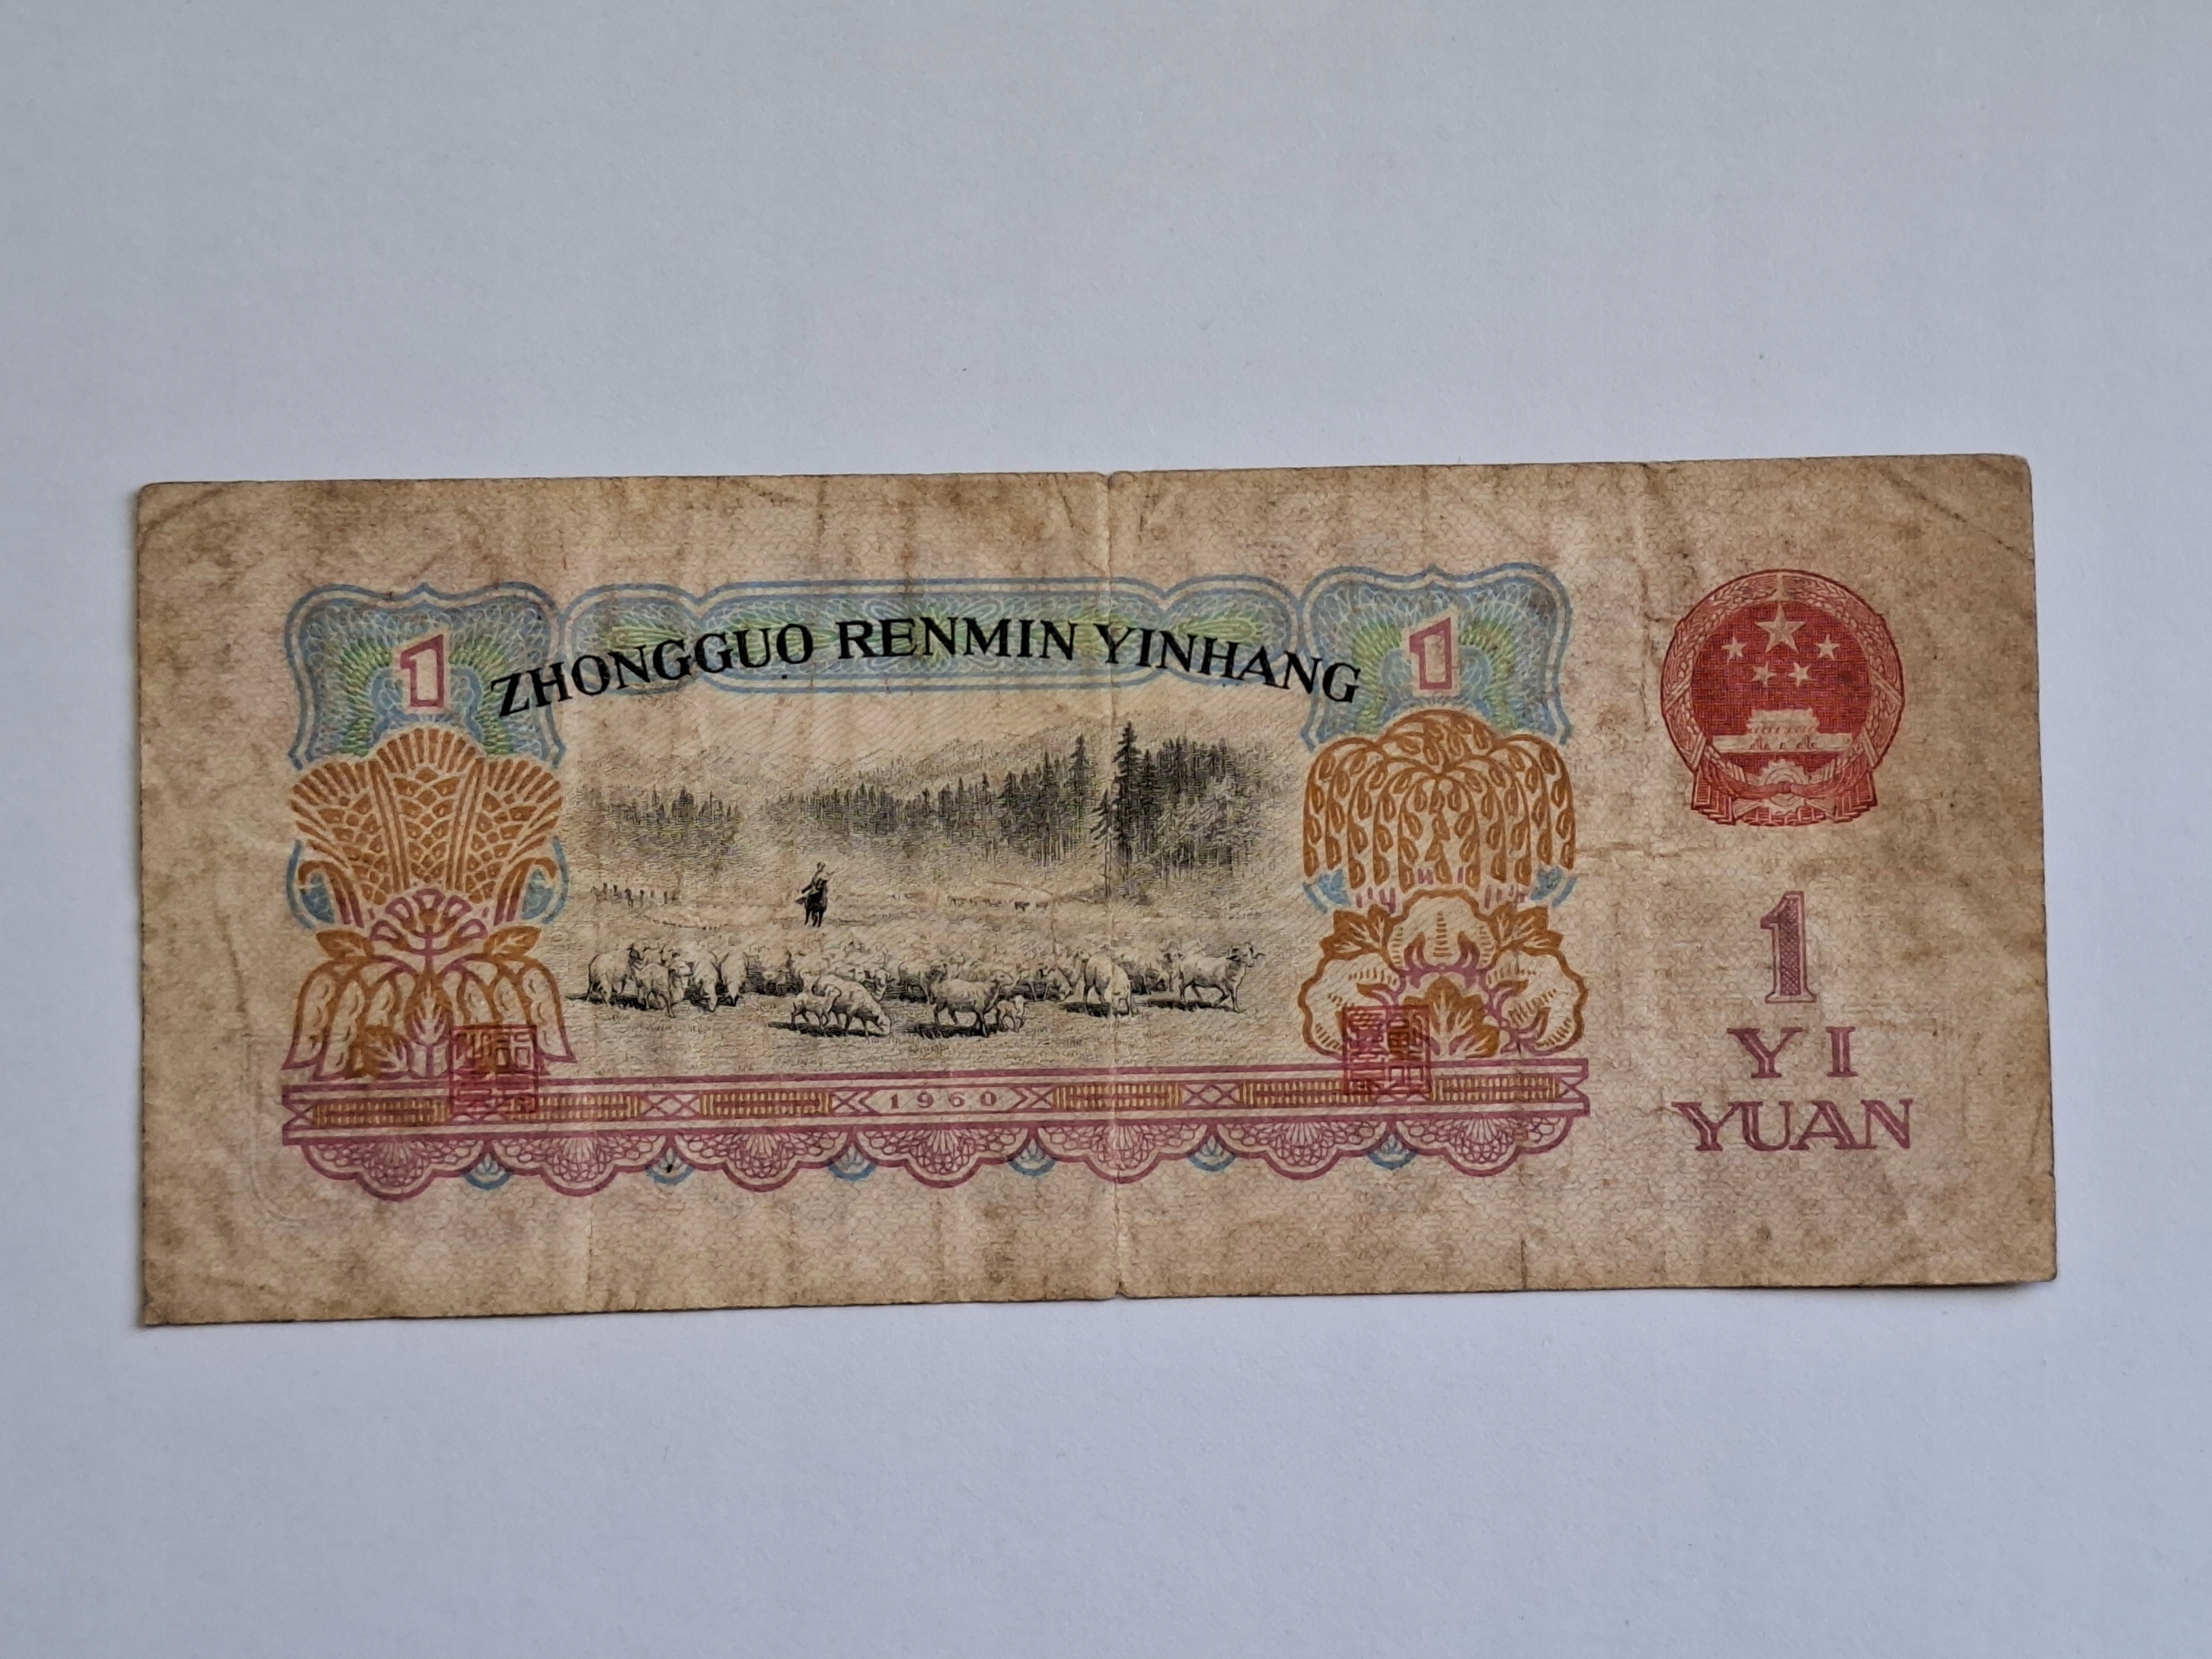 ZHONGGUO RENMIN YINHANG
1
1
1
YI
YUAN
1960